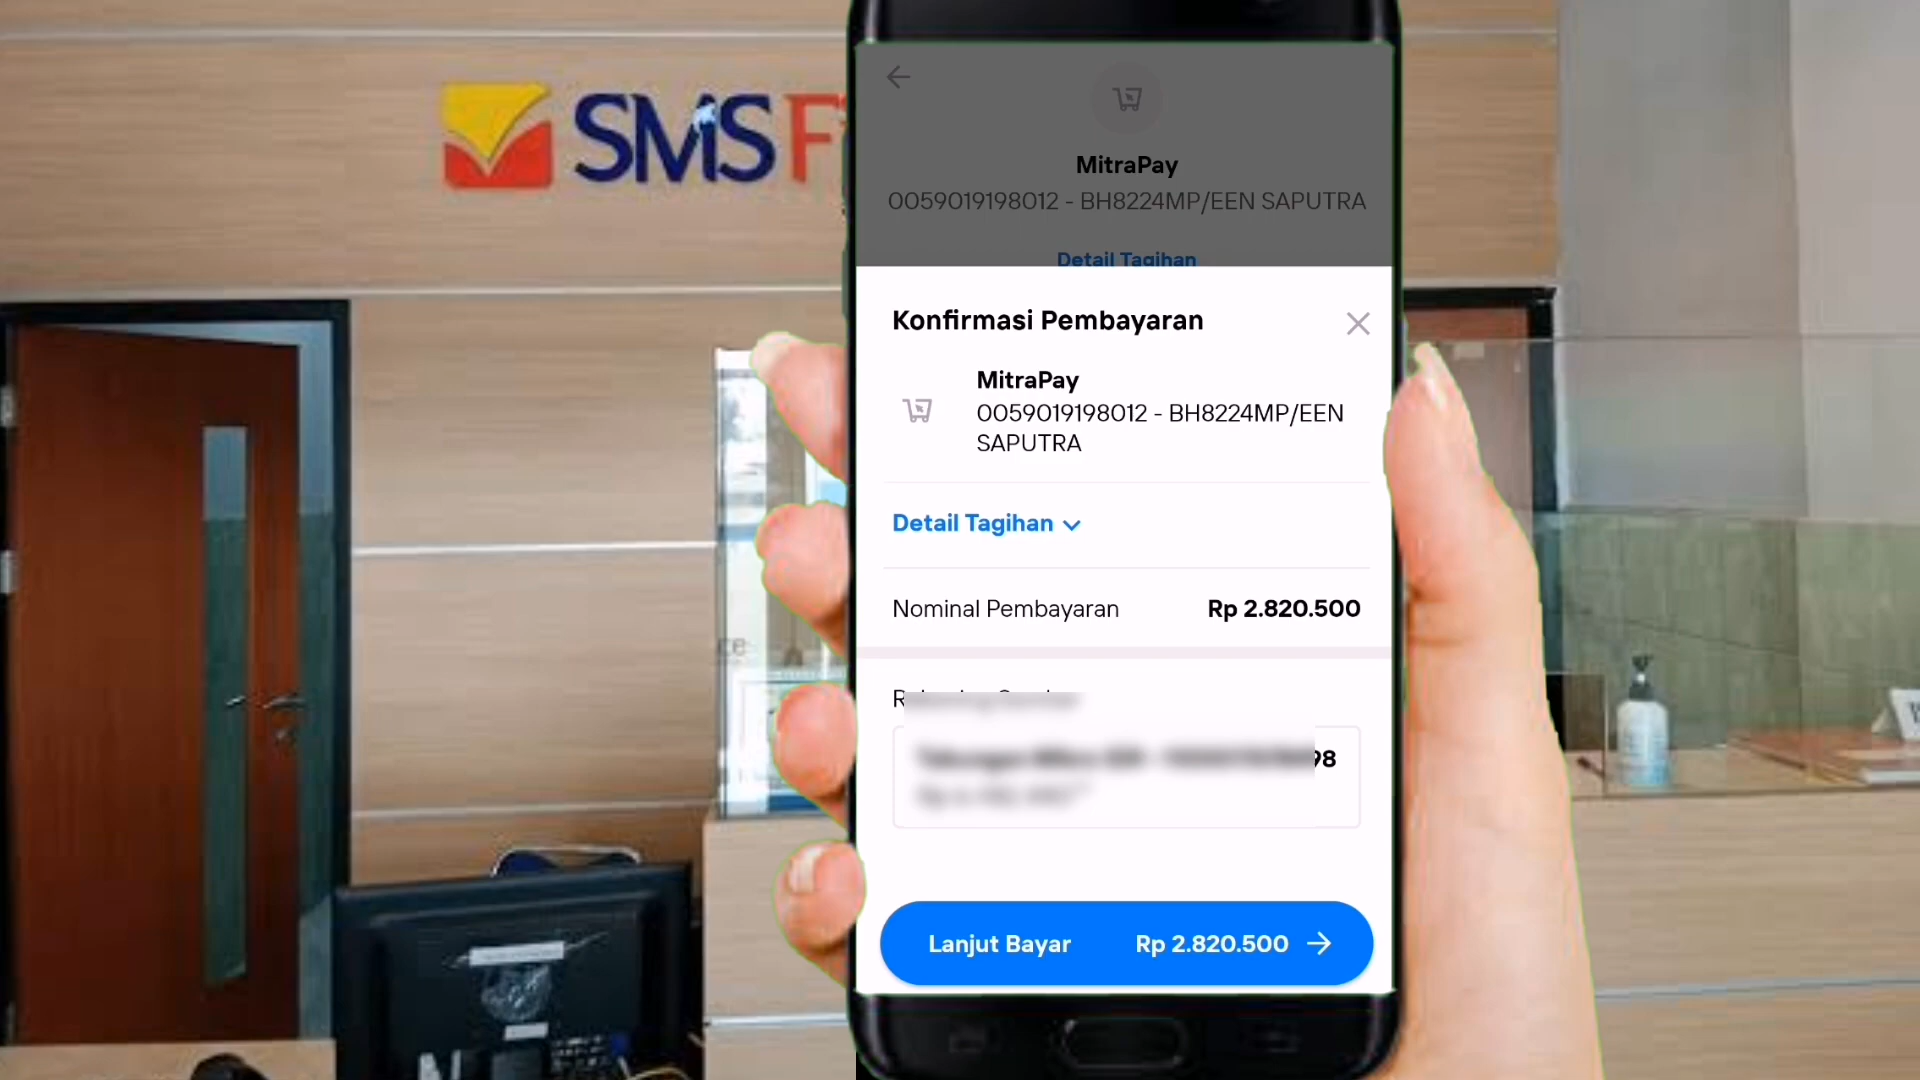 SMS F
MitraPay
0059019198012 - BH8224MP/EEN SAPUTRA
Detail Tagihan
Konfirmasi Pembayaran
MitraPay
0059019198012 - BH8224MP/EEN
SAPUTRA
Detail Tagihan
Nominal Pembayaran Rp 2.820.500
98
Lanjut Bayar Rp 2.820.500